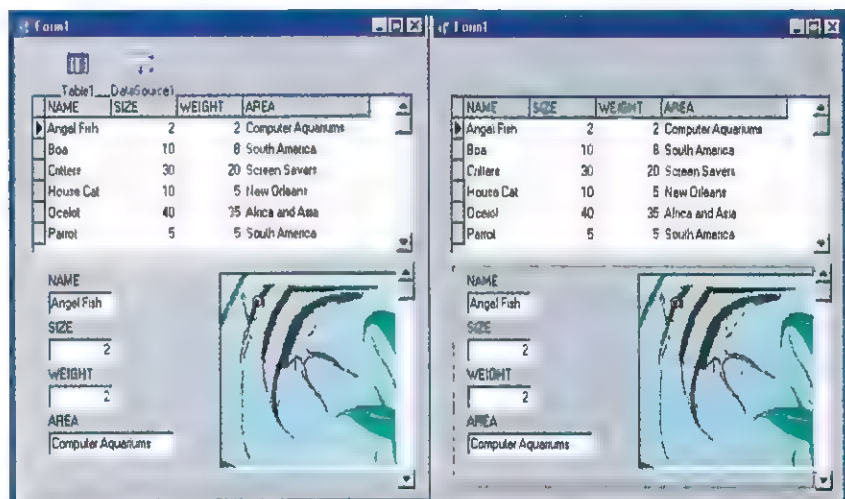 Form1
Table1 DataSource1
NAME SIZE WEIGHT AREA
Angel Fish 2 2 Computer Aquariums
Boa 10 8 South America
Critters 30 20 Screen Savers
House Cat 10 5 New Orleans
Ocelot 40 35 Africa and Asia
Parrot 5 5 South America
NAME
Angel Fish
SIZE
2
WEIGHT
2
AREA
Computer Aquariums
Form1
NAME SIZE WEIGHT AREA
Angel Fish 2 2 Computer Aquariums
Boa 10 8 South America
Critters 30 20 Screen Savers
House Cat 10 5 New Orleans
Ocelot 40 35 Africa and Asia
Parrot 5 5 South America
NAME
Angel Fish
SIZE
2
WEIGHT
2
AREA
Computer Aquariums